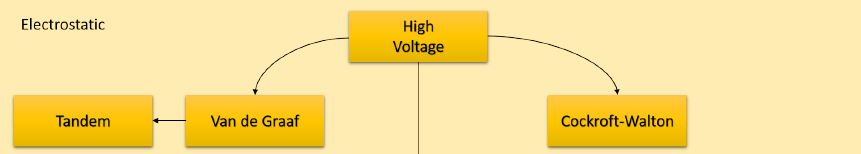 Electrostatic
High
Voltage
Tandem
Van de Graaf
Cockroft-Walton